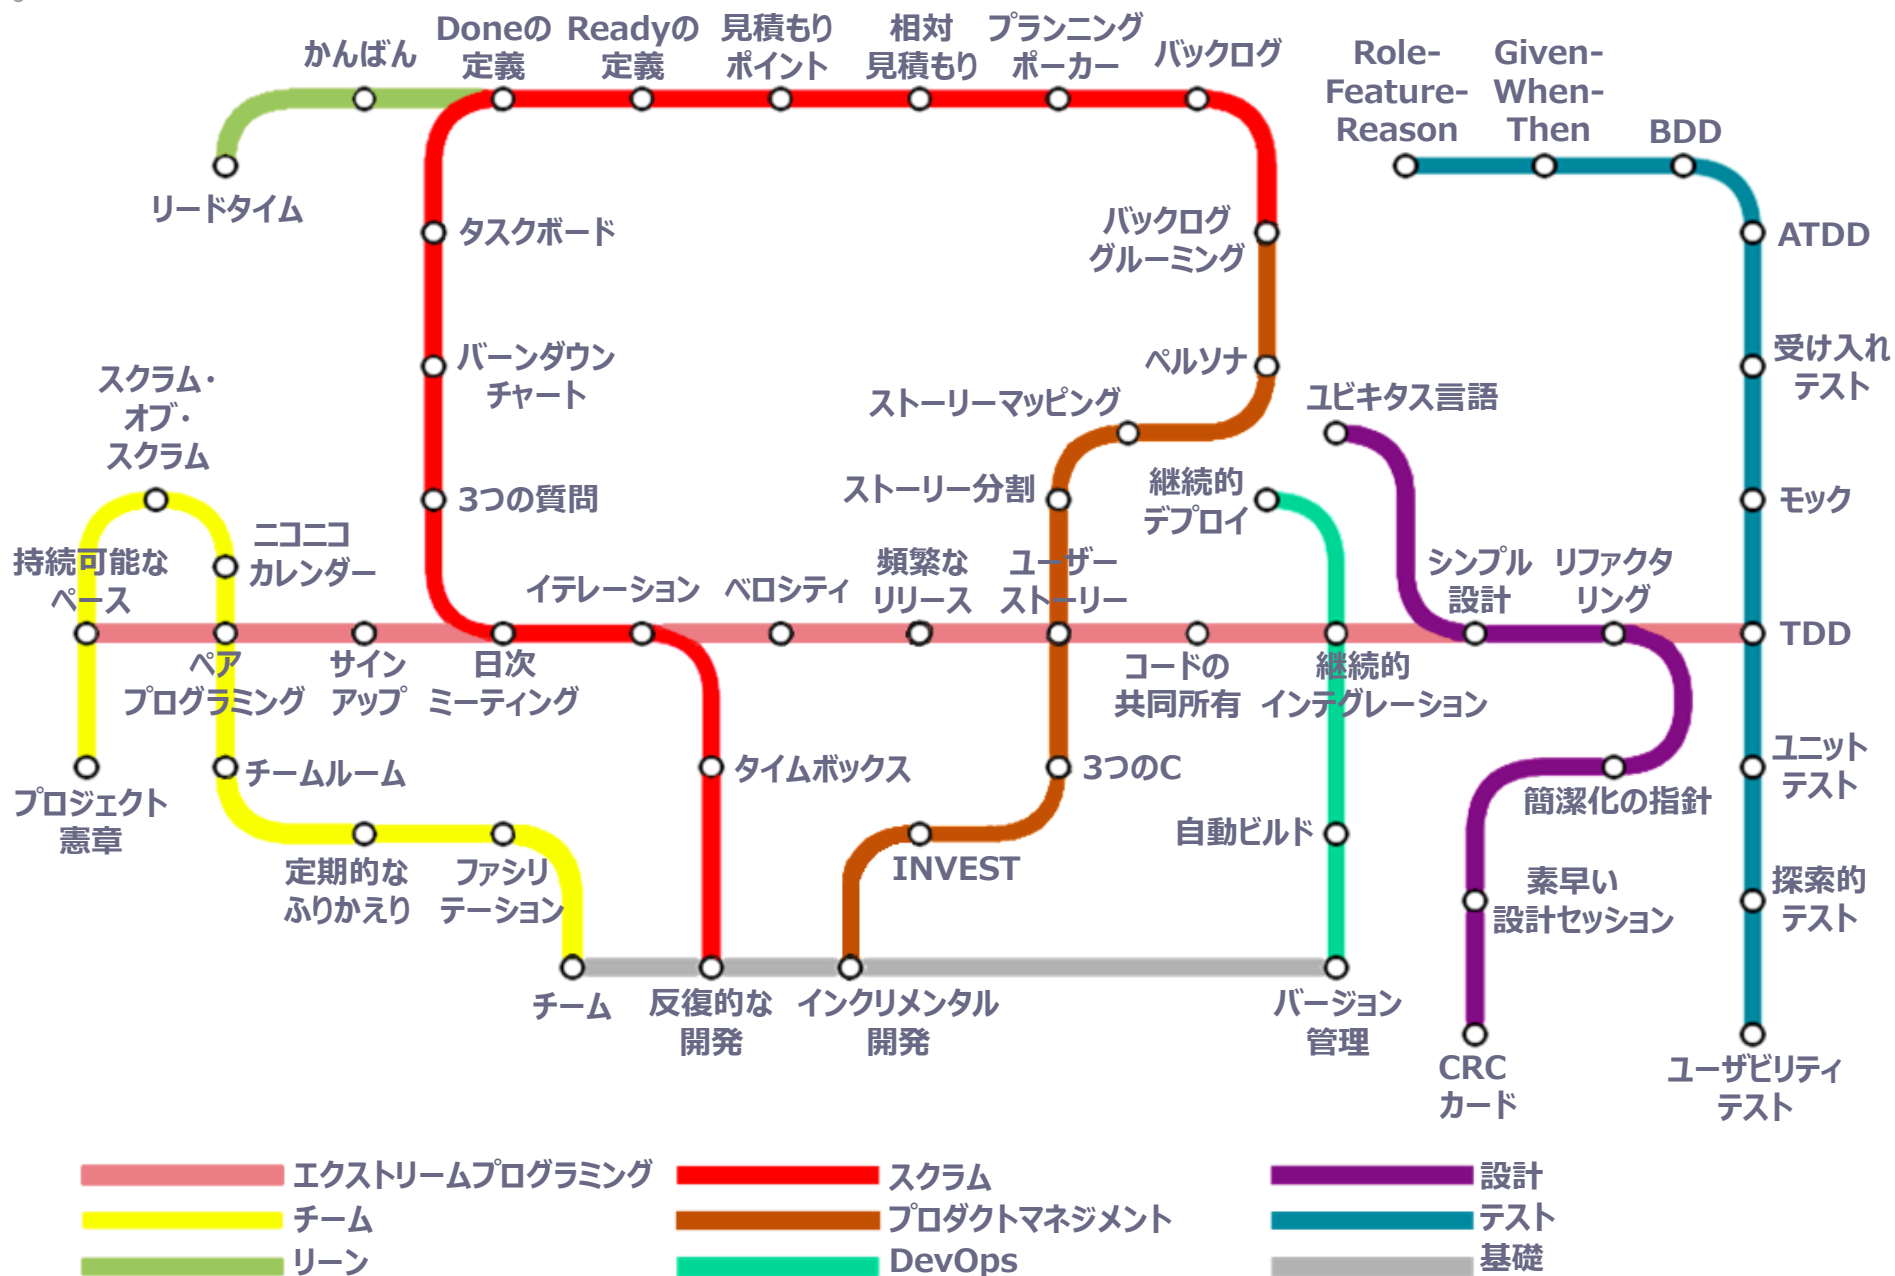 かんばん
Doneの
定義
Readyの
定義
見積もり
ポイント
相対
見積もり
プランニング
ポーカー
バックログ
Role-
Feature-
Reason
Given-
When-
Then
BDD
リードタイム
タスクボード
バックログ
グルーミング
ATDD
バーンダウン
チャート
ペルソナ
受け入れ
テスト
スクラム・
オブ・
スクラム
ストーリーマッピング
ユビキタス言語
3つの質問
ストーリー分割
継続的
デプロイ
モック
ニコニコ
カレンダー
持続可能な
ペース
イテレーション
ベロシティ
頻繁な
リリース
ユーザー
ストーリー
シンプル
設計
リファクタ
リング
TDD
ペア
プログラミング
サイン
アップ
日次
ミーティング
コードの
共同所有
継続的
インテグレーション
プロジェクト
憲章
チームルーム
タイムボックス
3つのC
簡潔化の指針
ユニット
テスト
定期的な
ふりかえり
ファシリ
テーション
INVEST
自動ビルド
素早い
設計セッション
探索的
テスト
チーム
反復的な
開発
インクリメンタル
開発
バージョン
管理
CRC
カード
ユーザビリティ
テスト
エクストリームプログラミング
スクラム
設計
チーム
プロダクトマネジメント
テスト
リーン
DevOps
基礎